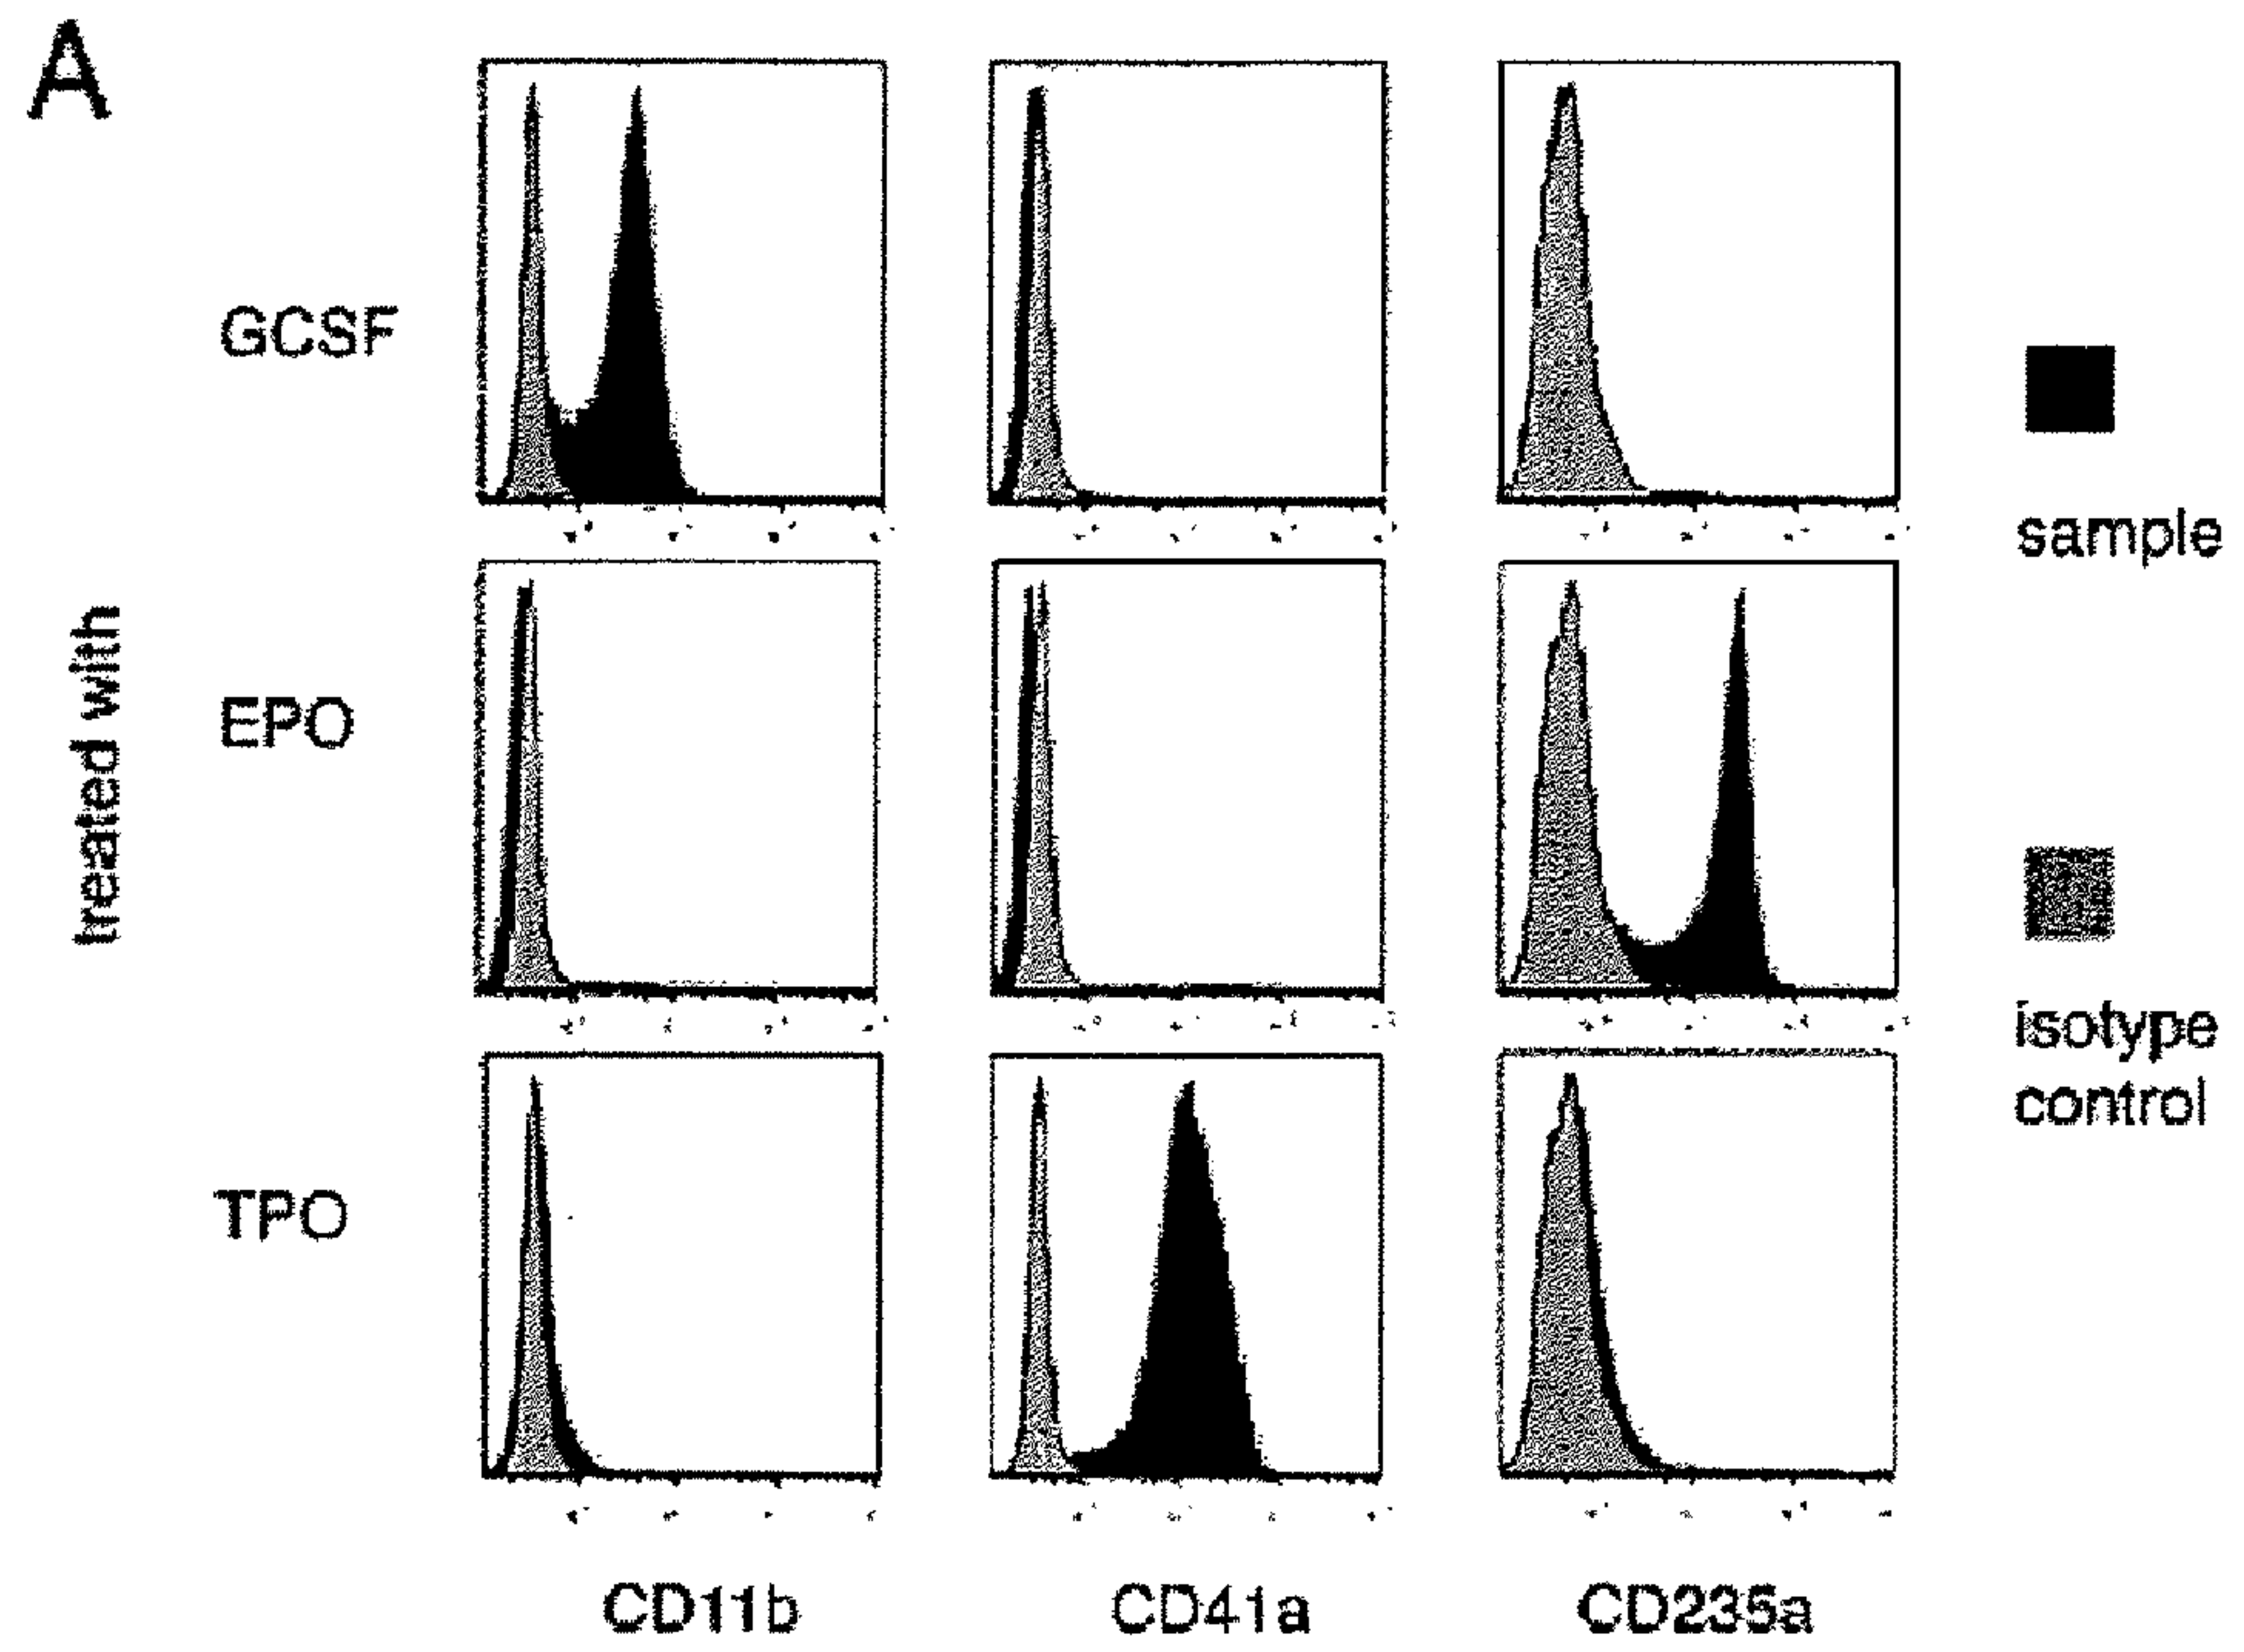 A
GCSF
EPO
TPO
treated with
CD11b
CD41a
CD235a
sample
isotype
control